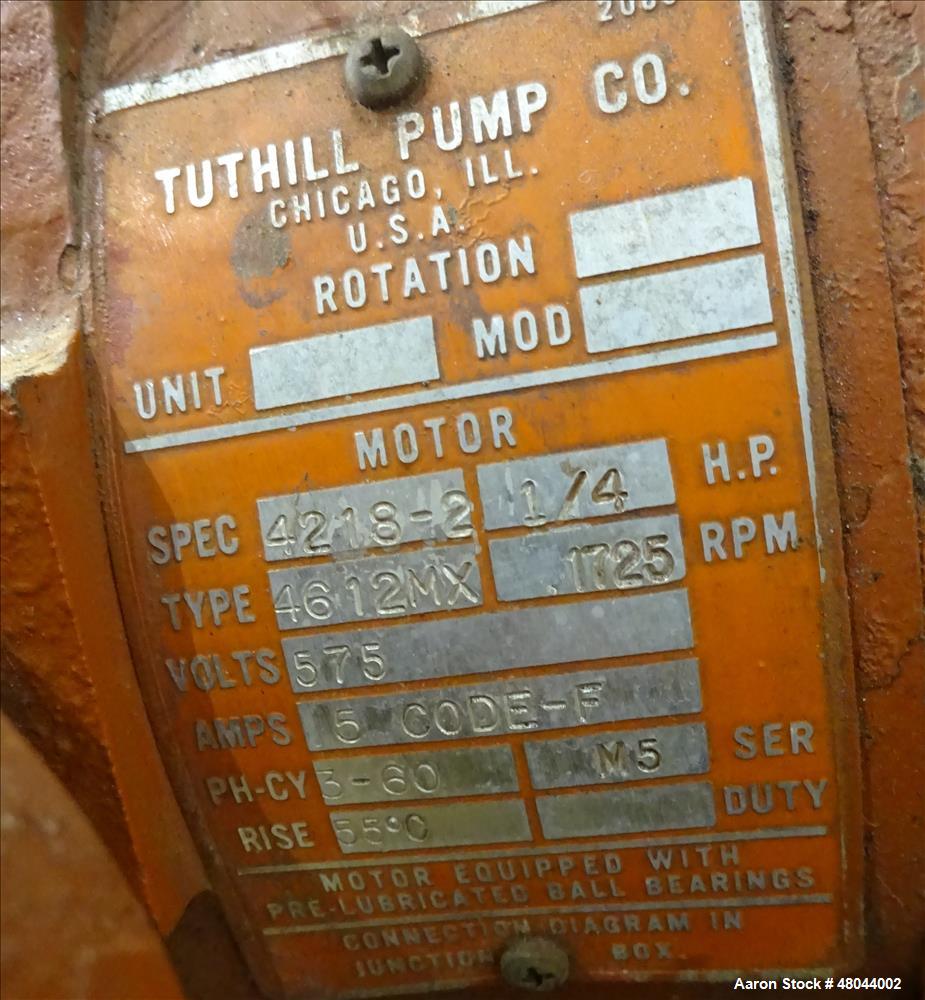 TUTHILL PUMP CO.
CHICAGO, ILL.
U.S.A.
ROTATION
UNIT MOD
MOTOR
SPEC 4218-2 1/4 H.P.
TYPE 4612MX 1725 RPM
VOLTS 575
AMPS 5 CODE-F
PH-CY 3-60 M5 SER
RISE 55°C DUTY
MOTOR EQUIPPED WITH
PRE-LUBRICATED BALL BEARINGS
CONNECTION DIAGRAM IN
JUNCTION BOX.
Aaron Stock # 48044002